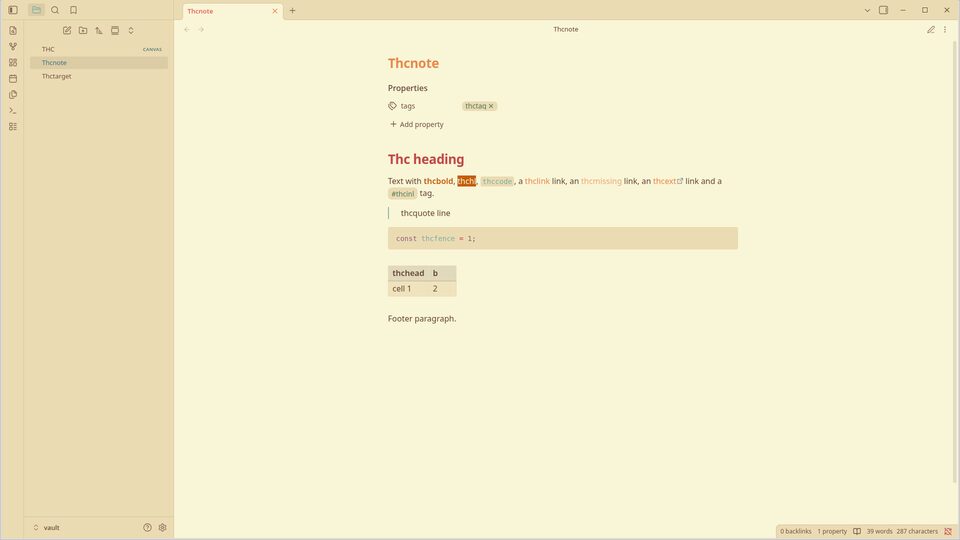 Thcnote
THC
CANVAS
Thcnote
Thctarget
Thcnote
Thcnote
Properties
tags
thctag
Add property
Thc heading
Text with thcbold, thchl, thccode, a thclink link, an thcmissing link, an thcext link and a
#thcinl tag.
thcquote line
const thcfence = 1;
thchead b
cell 1 2
Footer paragraph.
vault
0 backlinks 1 property 39 words 287 characters